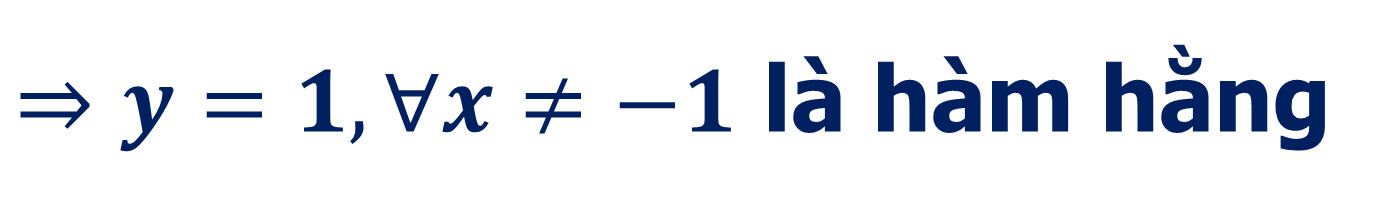 ⇒ y = 1, ∀x ≠ −1 là hàm hằng